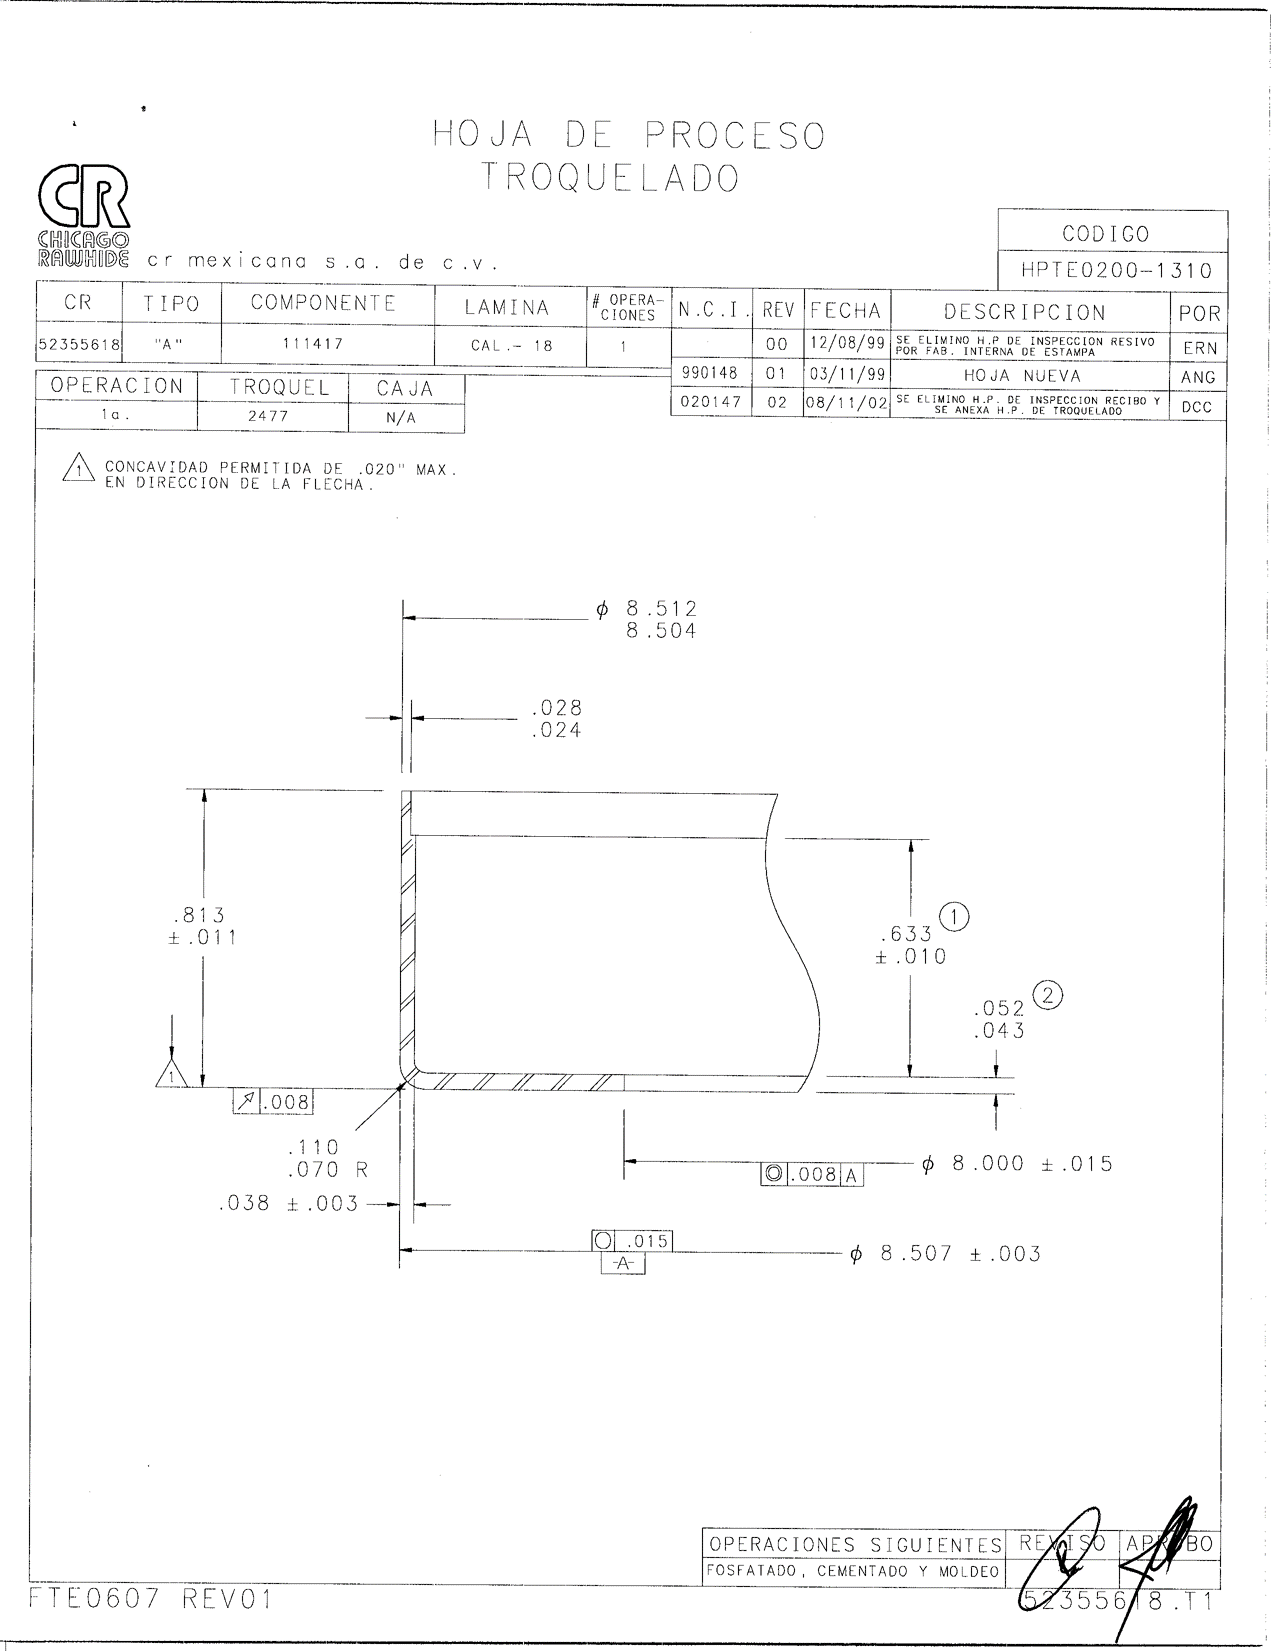 HOJA DE PROCESO
TROQUELADO
CR
CHICAGO
RAWHIDE
cr mexicana s.a. de c.v.
CODIGO
HPTE0200-1310
CR TIPO COMPONENTE LAMINA # OPERA-
CIONES
52355618 "A" 111417 CAL.- 18 1
N.C.I. REV FECHA DESCRIPCION POR
00 12/08/99 SE ELIMINO H.P DE INSPECCION RESIVO
POR FAB. INTERNA DE ESTAMPA ERN
990148 01 03/11/99 HOJA NUEVA ANG
020147 02 08/11/02 SE ELIMINO H.P. DE INSPECCION RECIBO Y
SE ANEXA H.P. DE TROQUELADO DCC
OPERACION TROQUEL CAJA
1a. 2477 N/A
1 CONCAVIDAD PERMITIDA DE .020" MAX.
EN DIRECCION DE LA FLECHA.
ϕ 8.512
8.504
.028
.024
.813
±.011
.633 1
±.010
.052 2
.043
1
.008
.110
.070 R
.038 ±.003
.008 A
ϕ 8.000 ±.015
.015
-A-
ϕ 8.507 ±.003
OPERACIONES SIGUIENTES REVISO APROBO
FOSFATADO, CEMENTADO Y MOLDEO
FTE0607 REV01
52355618.T1